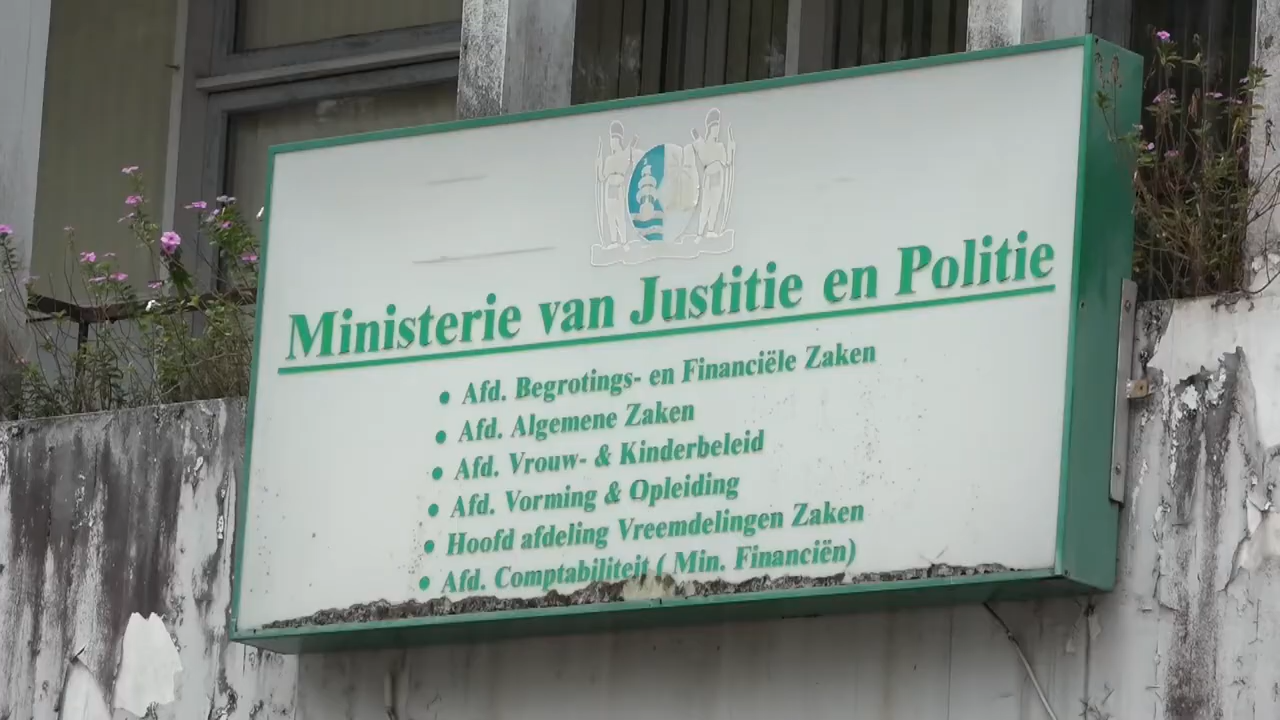 Ministerie van Justitie en Politie
• Afd. Begrotings- en Financiële Zaken
• Afd. Algemene Zaken
• Afd. Vrouw- & Kinderbeleid
• Afd. Vorming & Opleiding
• Hoofd afdeling Vreemdelingen Zaken
• Afd. Comptabiliteit ( Min. Financiën)